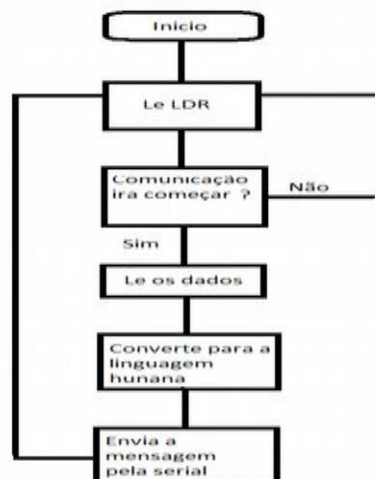 Inicio
Le LDR
Comunicação
ira começar ?
Não
Sim
Le os dados
Converte para a
linguagem
hunana
Envia a
mensagem
pela serial